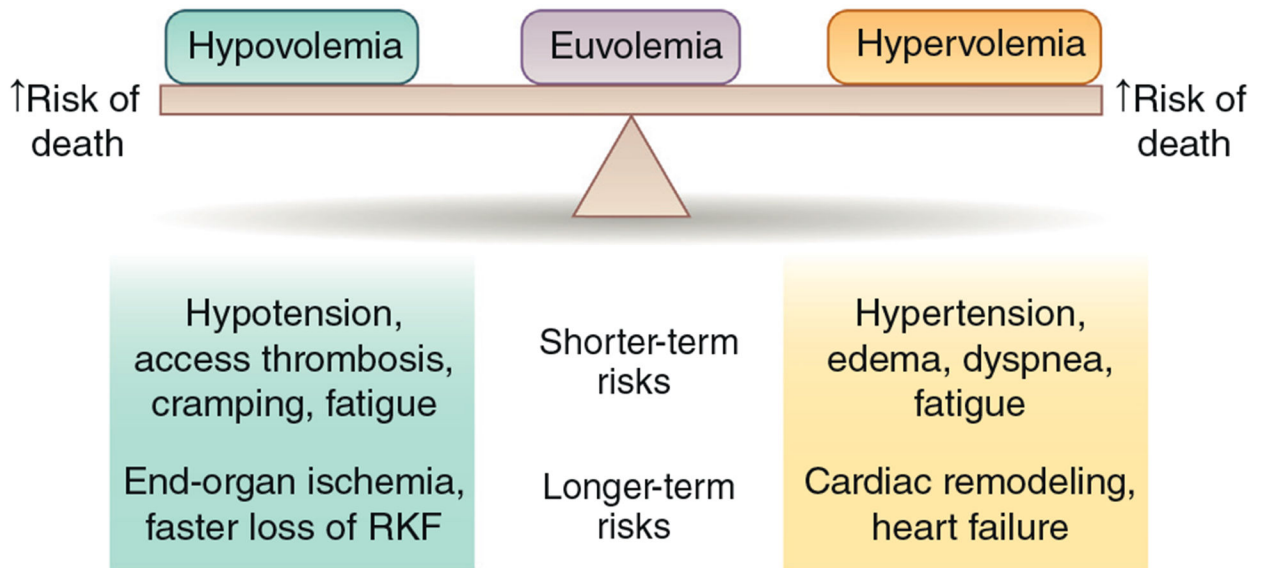 Hypovolemia
Euvolemia
Hypervolemia
↑Risk of
death
↑Risk of
death
Hypotension,
access thrombosis,
cramping, fatigue
Shorter-term
risks
Hypertension,
edema, dyspnea,
fatigue
End-organ ischemia,
faster loss of RKF
Longer-term
risks
Cardiac remodeling,
heart failure